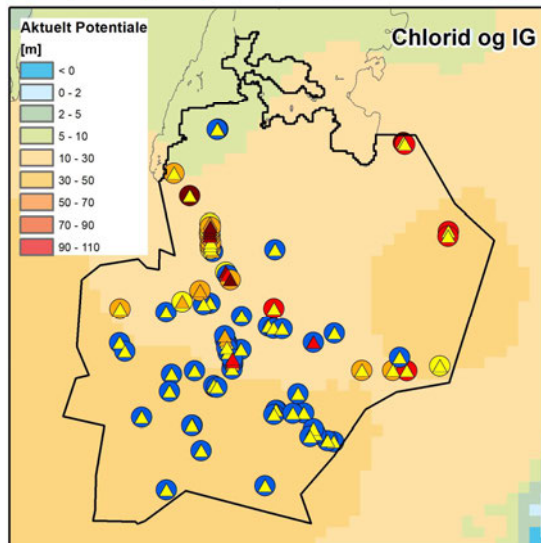 Aktuelt Potentiale
[m]
< 0
0 - 2
2 - 5
5 - 10
10 - 30
30 - 50
50 - 70
70 - 90
90 - 110
Chlorid og IG